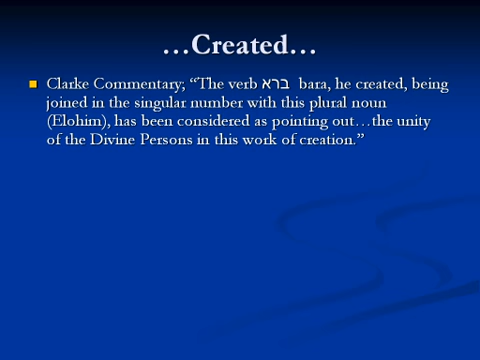 ...Created...
Clarke Commentary; “The verb ברא bara, he created, being
joined in the singular number with this plural noun
(Elohim), has been considered as pointing out...the unity
of the Divine Persons in this work of creation.”